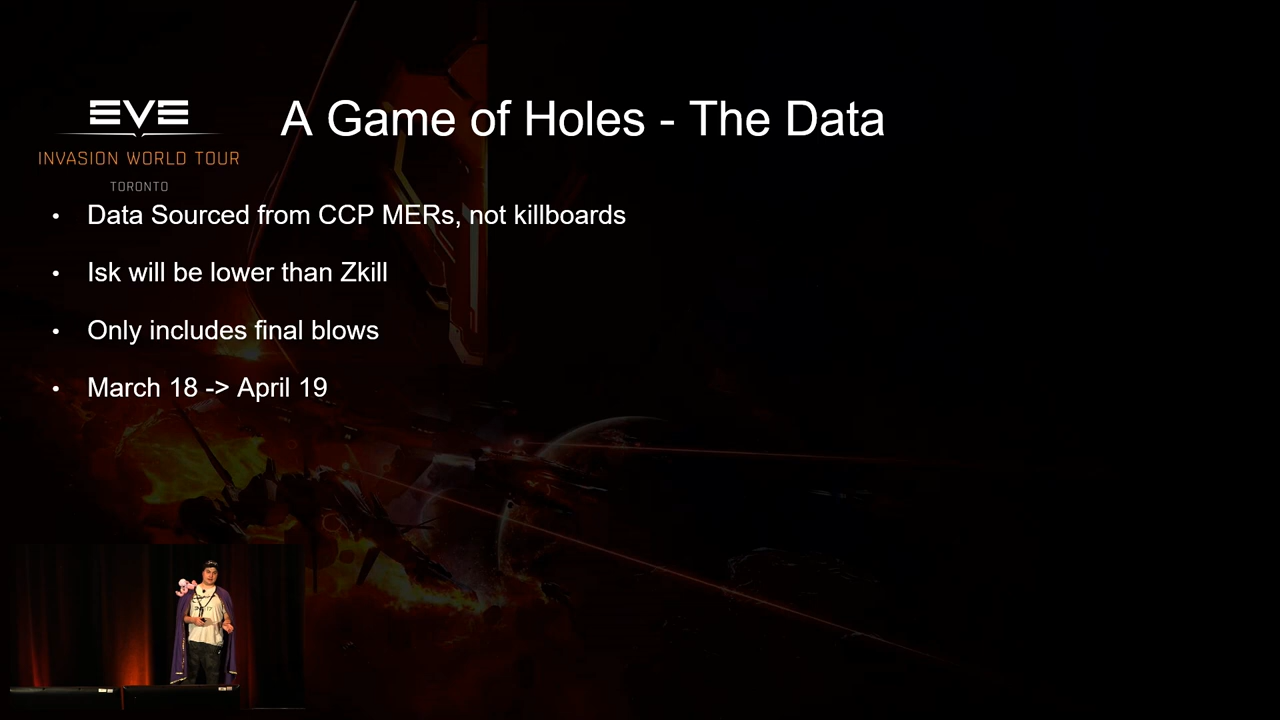 EVE
INVASION WORLD TOUR
TORONTO
A Game of Holes - The Data
• Data Sourced from CCP MERs, not killboards
• Isk will be lower than Zkill
• Only includes final blows
• March 18 -> April 19